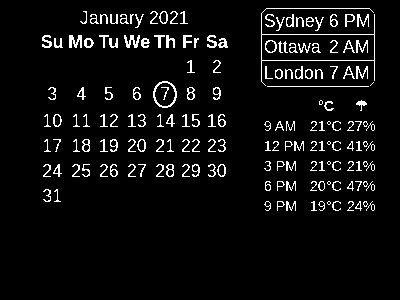 January 2021
Su Mo Tu We Th Fr Sa
1 2
3 4 5 6 7 8 9
10 11 12 13 14 15 16
17 18 19 20 21 22 23
24 25 26 27 28 29 30
31
Sydney 6 PM
Ottawa 2 AM
London 7 AM
°C ☂
9 AM 21°C 27%
12 PM 21°C 41%
3 PM 21°C 21%
6 PM 20°C 47%
9 PM 19°C 24%